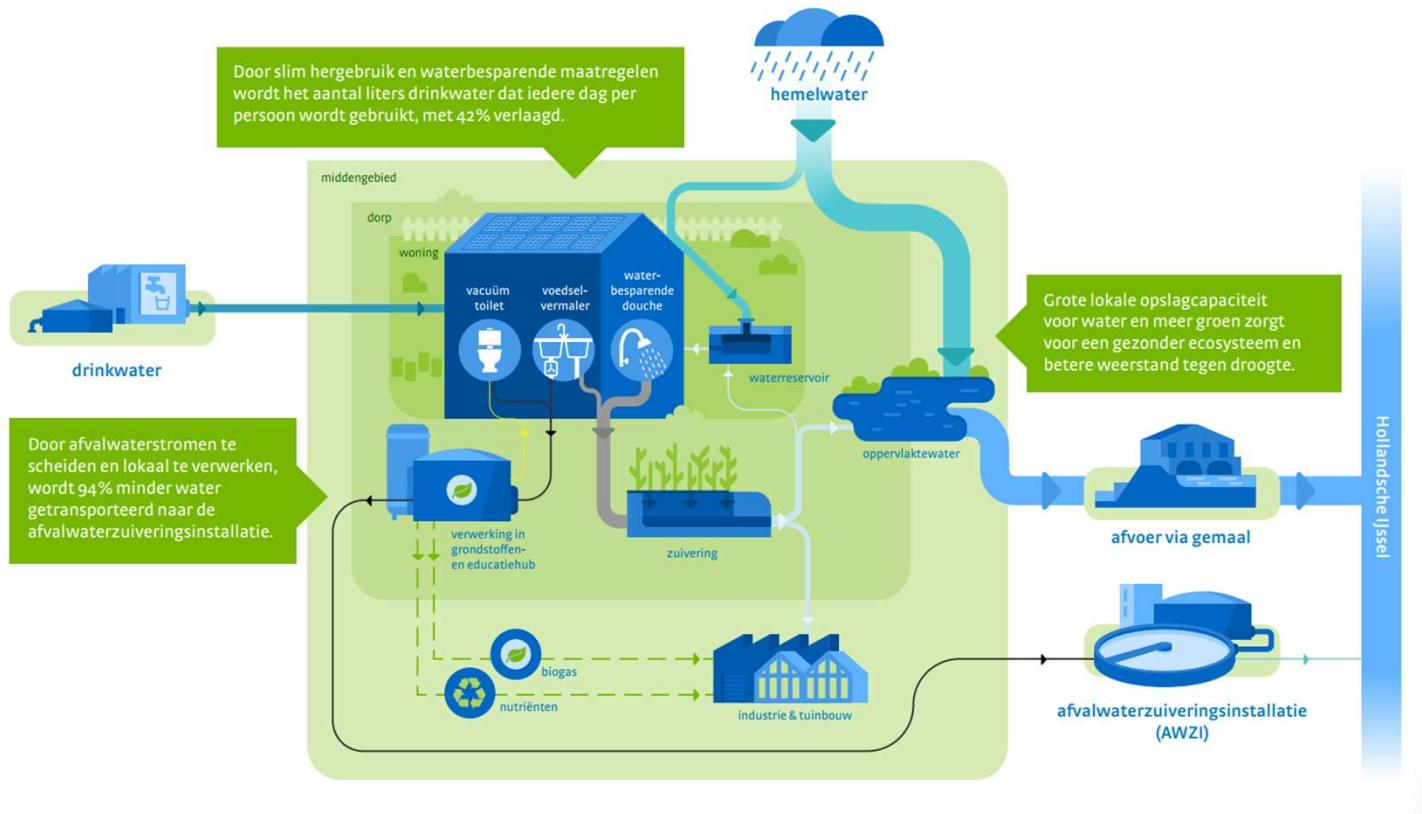 Door slim hergebruik en waterbesparende maatregelen
wordt het aantal liters drinkwater dat iedere dag per
persoon wordt gebruikt, met 42% verlaagd.
hemelwater
middengebied
dorp
woning
vacuüm
toilet
voedsel-
vermaler
water-
besparende
douche
drinkwater
waterreservoir
Grote lokale opslagcapaciteit
voor water en meer groen zorgt
voor een gezonder ecosysteem en
betere weerstand tegen droogte.
oppervlaktewater
Door afvalwaterstromen te
scheiden en lokaal te verwerken,
wordt 94% minder water
getransporteerd naar de
afvalwaterzuiveringsinstallatie.
verwerking in
grondstoffen-
en educatiehub
zuivering
afvoer via gemaal
Hollandsche IJssel
biogas
nutriënten
industrie & tuinbouw
afvalwaterzuiveringsinstallatie
(AWZI)